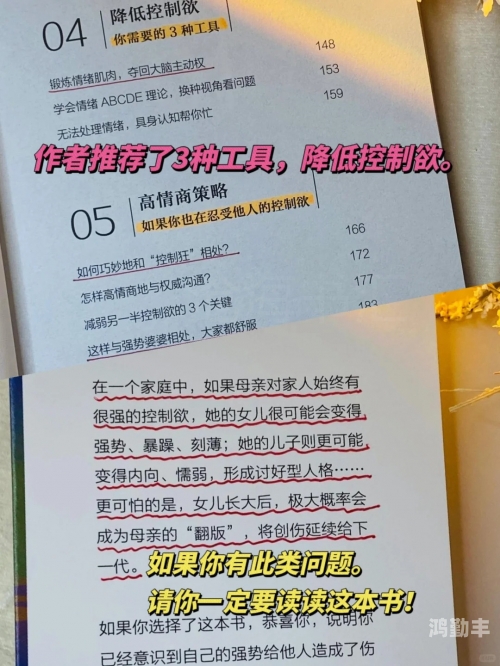 04
降低控制欲
你需要的 3 种工具
锻炼情绪肌肉，夺回大脑主动权
148
学会情绪 ABCDE 理论，换种视角看问题
153
无法处理情绪，具身认知帮你忙
159
作者推荐了3种工具，降低控制欲。
05
高情商策略
如果你也在忍受他人的控制欲
如何巧妙地和“控制狂”相处？
166
怎样高情商地与权威沟通？
172
减弱另一半控制欲的 3 个关键
177
这样与强势婆婆相处，大家都舒服
183
在一个家庭中，如果母亲对家人始终有
很强的控制欲，她的女儿很可能会变得
强势、暴躁、刻薄；她的儿子则更可能
变得内向、懦弱，形成讨好型人格……
更可怕的是，女儿长大后，极大概率会
成为母亲的“翻版”，将创伤延续给下
一代。
如果你有此类问题。
请你一定要读读这本书！
如果你选择了这本书，恭喜你，说明你
已经意识到自己的强势给他人造成了伤
鸿勤丰